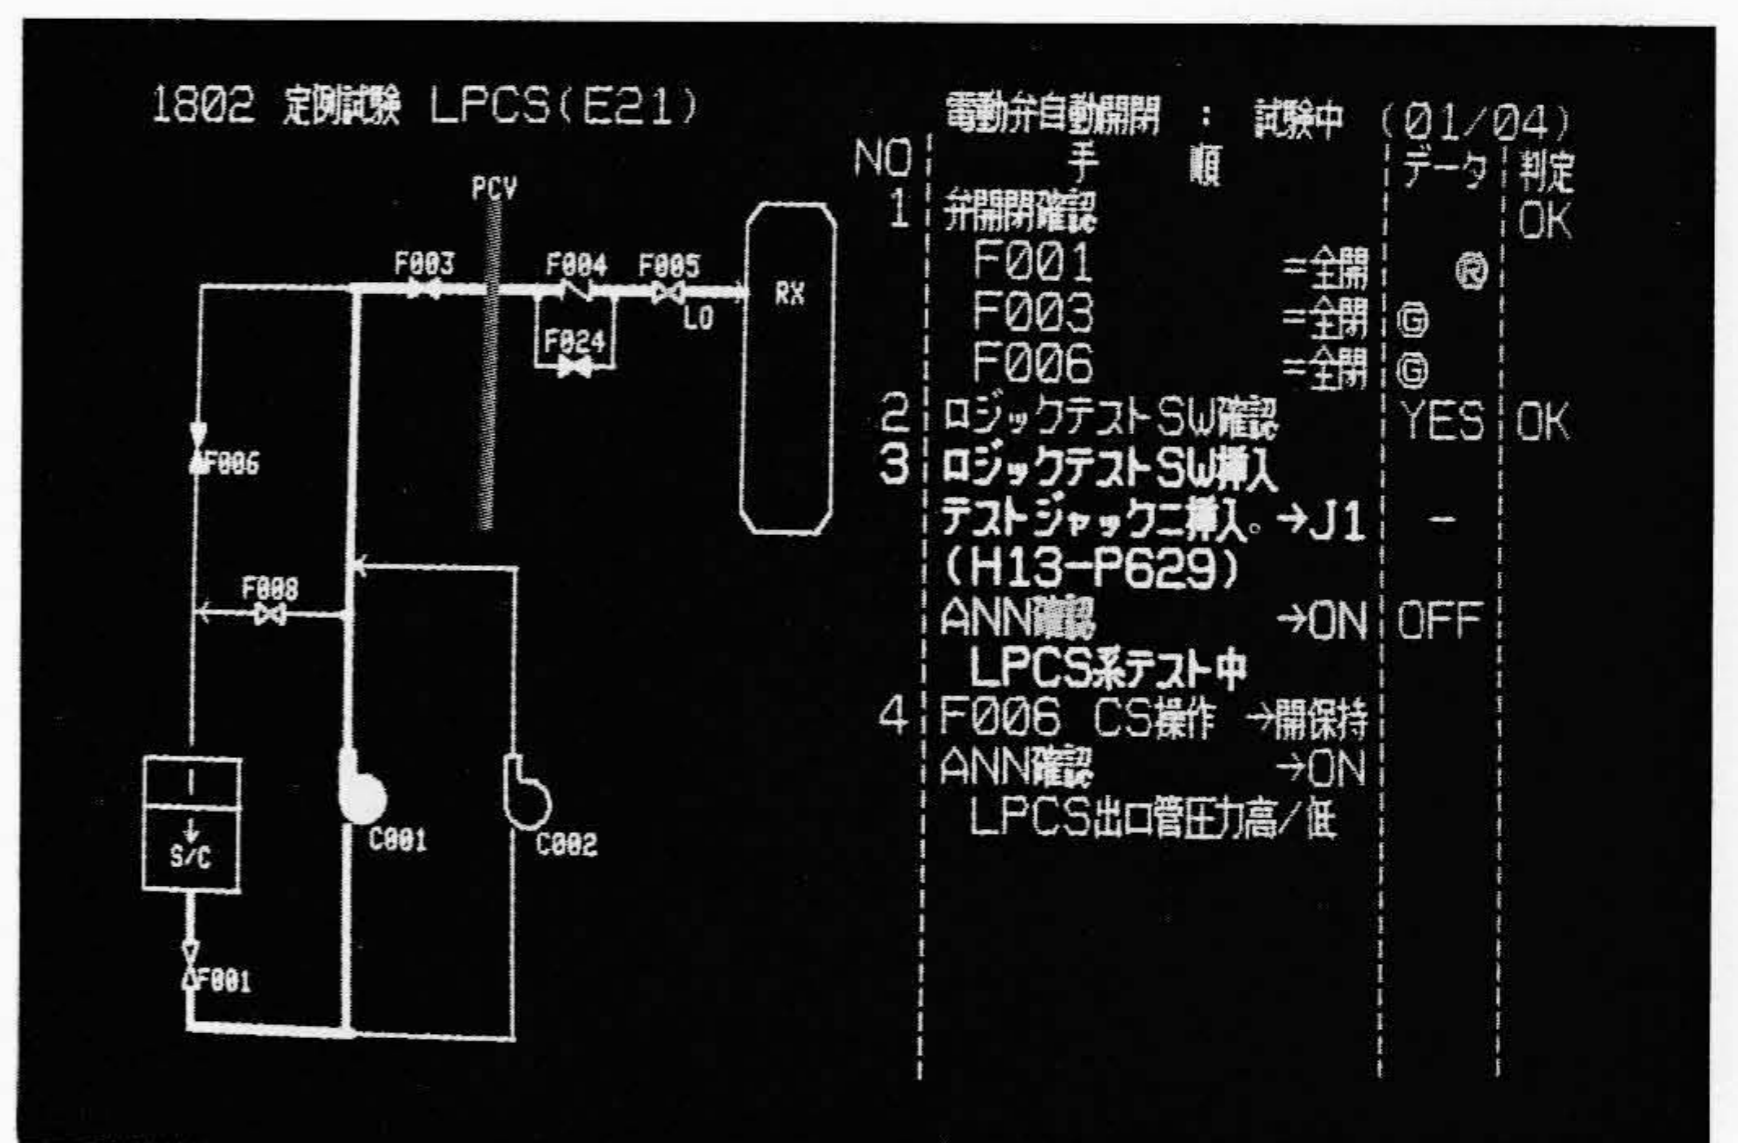 1802 定例試験 LPCS(E21)
PCV
F003
F004
F005
LO
RX
F024
F006
F008
C001
C002
S/C
F001
電動弁自動開閉 : 試験中 (01/04)
NO 手 順 データ 判定
1 弁開閉確認 OK
F001 =全開 Ⓡ
F003 =全閉 Ⓖ
F006 =全閉 Ⓖ
2 ロジックテストSW確認 YES OK
3 ロジックテストSW挿入
テストジャックニ挿入。→J1 -
(H13-P629)
ANN確認 →ON OFF
LPCS系テスト中
4 F006 CS操作 →開保持
ANN確認 →ON
LPCS出口管圧力高/低